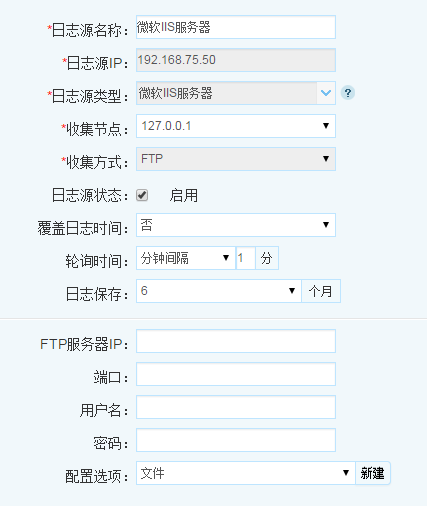 *日志源名称： 微软IIS服务器
*日志源IP： 192.168.75.50
*日志源类型： 微软IIS服务器 ?
*收集节点： 127.0.0.1
*收集方式： FTP
日志源状态： 启用
覆盖日志时间： 否
轮询时间： 分钟间隔 1 分
日志保存： 6 个月
FTP服务器IP：
端口：
用户名：
密码：
配置选项： 文件 新建